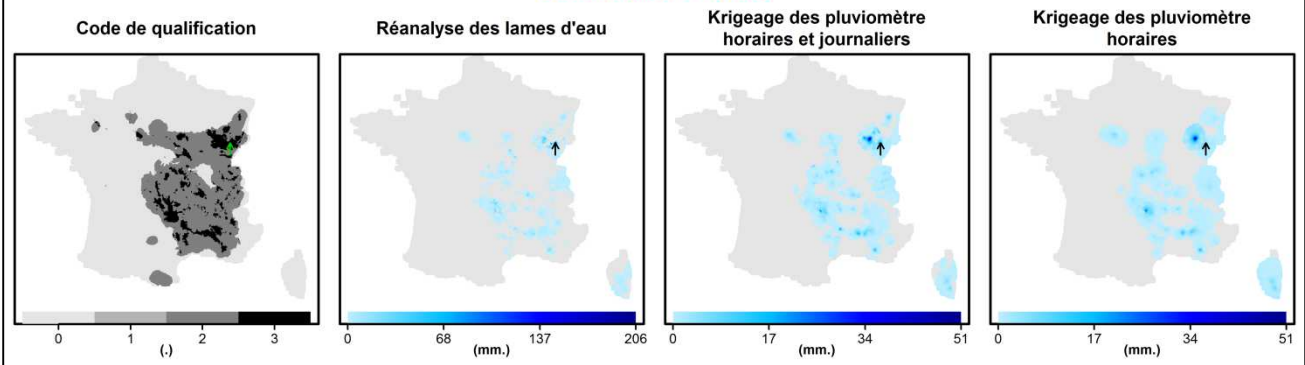 Code de qualification
Réanalyse des lames d'eau
Krigeage des pluviomètre
horaires et journaliers
Krigeage des pluviomètre
horaires
0 1 2 3
(.)
0 68 137 206
(mm.)
0 17 34 51
(mm.)
0 17 34 51
(mm.)